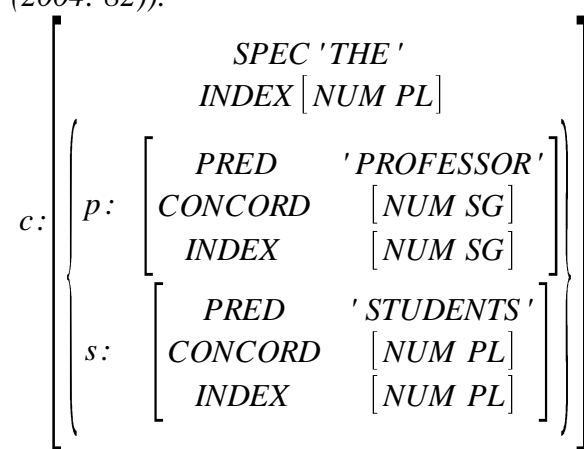 (2004: 82)).
SPEC 'THE'
INDEX [NUM PL]
c:
p: PRED 'PROFESSOR'
CONCORD [NUM SG]
INDEX [NUM SG]
s: PRED 'STUDENTS'
CONCORD [NUM PL]
INDEX [NUM PL]